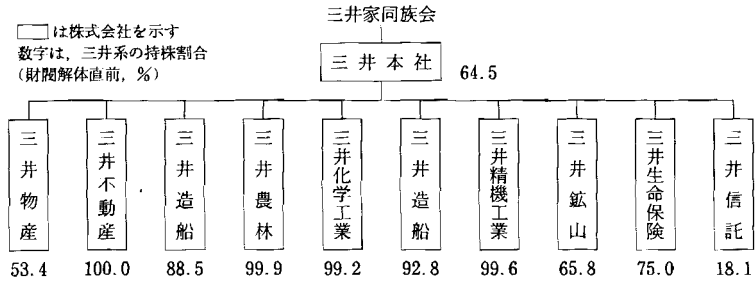 三井家同族会
は株式会社を示す
数字は，三井系の持株割合
(財閥解体直前，％)
三井本社
64.5
三井物産
三井不動産
三井造船
三井農林
三井化学工業
三井造船
三井精機工業
三井鉱山
三井生命保険
三井信託
53.4 100.0 88.5 99.9 99.2 92.8 99.6 65.8 75.0 18.1